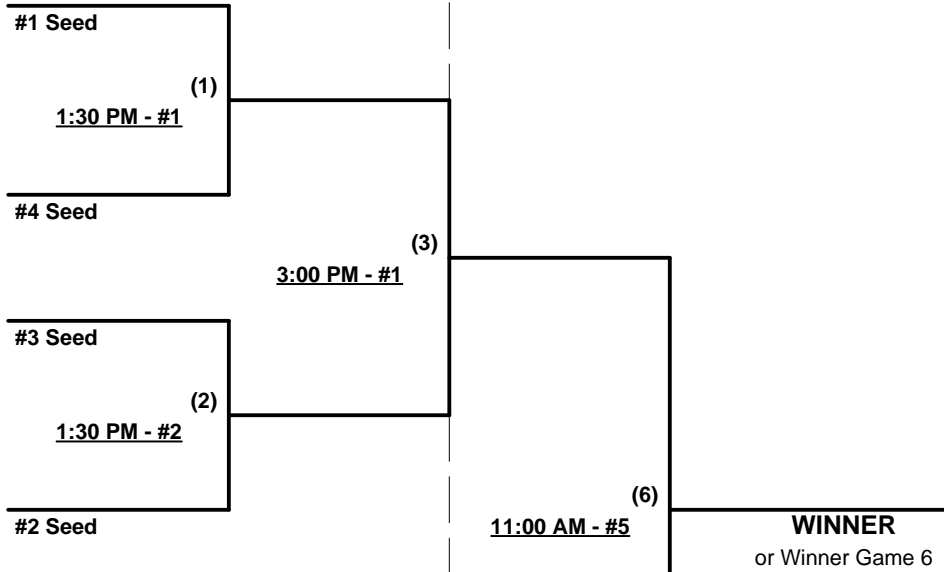 #1 Seed
(1)
1:30 PM - #1
#4 Seed
(3)
3:00 PM - #1
#3 Seed
(2)
1:30 PM - #2
#2 Seed
(6)
11:00 AM - #5
WINNER
or Winner Game 6